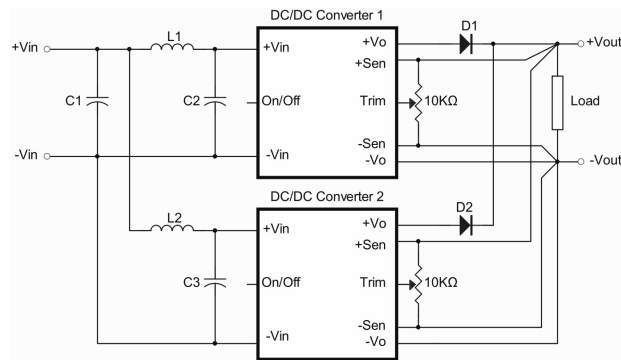 DC/DC Converter 1
L1
D1
+Vin
+Vin
+Vo
+Vout
+Sen
C1
C2
On/Off
Trim
10KΩ
Load
-Sen
-Vin
-Vin
-Vo
-Vout
DC/DC Converter 2
L2
D2
+Vin
+Vo
+Sen
C3
On/Off
Trim
10KΩ
-Sen
-Vin
-Vo